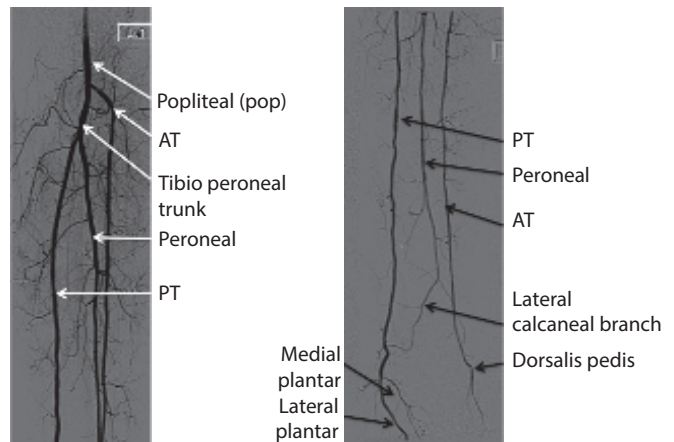 Popliteal (pop)
AT
Tibio peroneal
trunk
Peroneal
PT
PT
Peroneal
AT
Lateral
calcaneal branch
Dorsalis pedis
Medial
plantar
Lateral
plantar